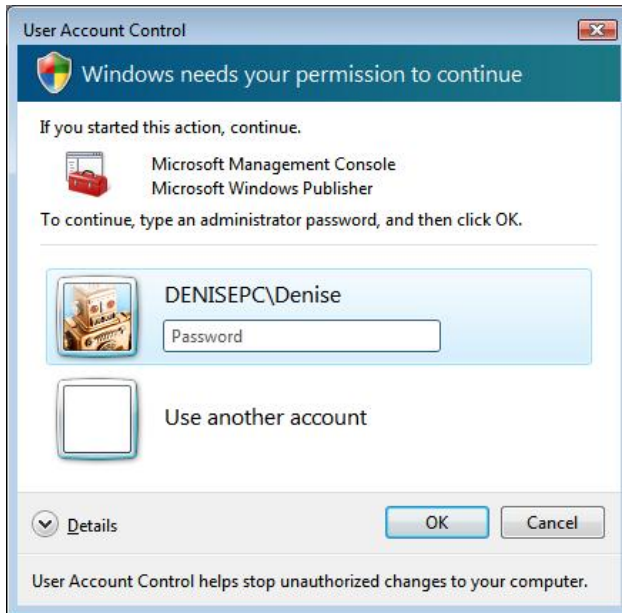 User Account Control
Windows needs your permission to continue
If you started this action, continue.
Microsoft Management Console
Microsoft Windows Publisher
To continue, type an administrator password, and then click OK.
DENISEPC\Denise
Password
Use another account
Details
OK
Cancel
User Account Control helps stop unauthorized changes to your computer.